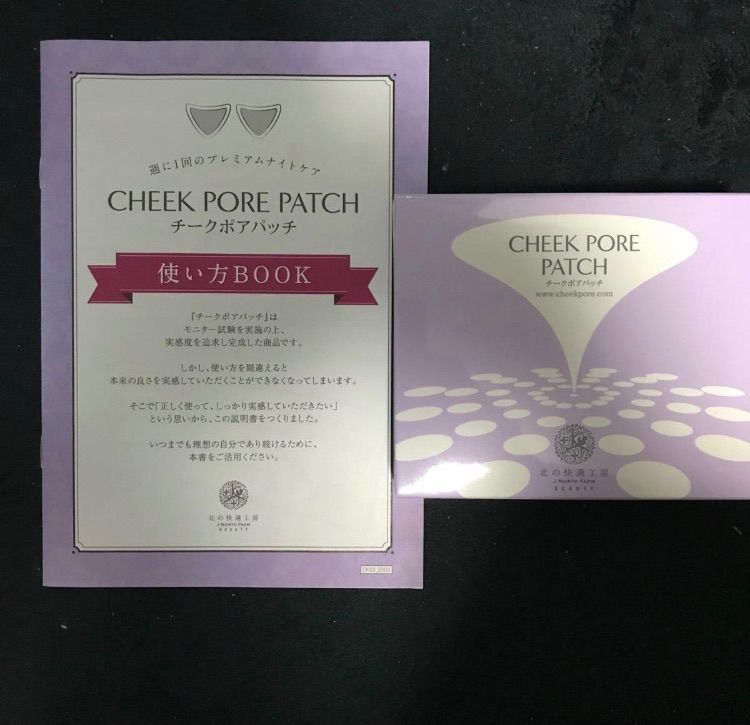 週に1回のプレミアムナイトケア
CHEEK PORE PATCH
チークポアパッチ
使い方BOOK
『チークポアパッチ』は
モニター試験を実施の上、
実感度を追求し完成した商品です。
しかし、使い方を間違えると
本来の良さを実感していただくことができなくなってしまいます。
そこで「正しく使って、しっかり実感していただきたい」
という思いから、この説明書をつくりました。
いつまでも理想の自分であり続けるために、
本書をご活用ください。
北の快適工房
J NORTH FARM
BEAUTY
CHEEK PORE
PATCH
チークポアパッチ
www.cheekpore.com
北の快適工房
J NORTH FARM
BEAUTY